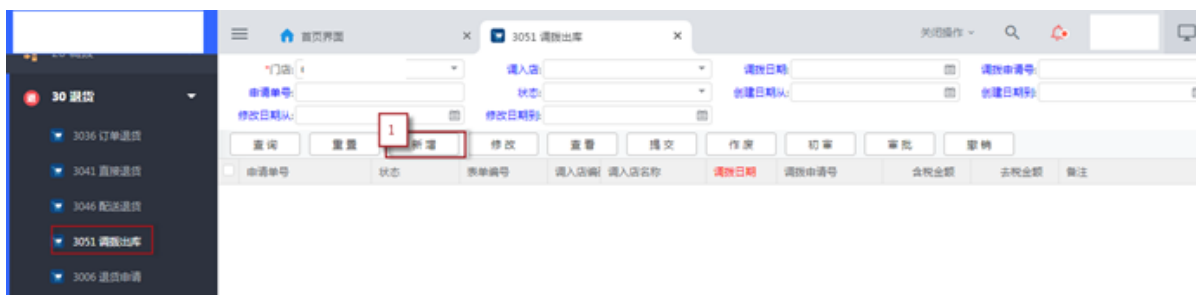 首页界面 × 3051 调拨出库 × 关闭操作
30 退货
3036 订单退货
3041 直接退货
3046 配送退货
3051 调拨出库
3006 退货申请
*门店: 调入店: 调拨日期: 调拨申请号:
申请单号: 状态: 创建日期从: 创建日期到:
修改日期从: 修改日期到:
1
查询 重置 新增 修改 查看 提交 作废 初审 审批 撤销
申请单号 状态 表单编号 调入店编 调入店名称 调拨日期 调拨申请号 含税金额 去税金额 备注